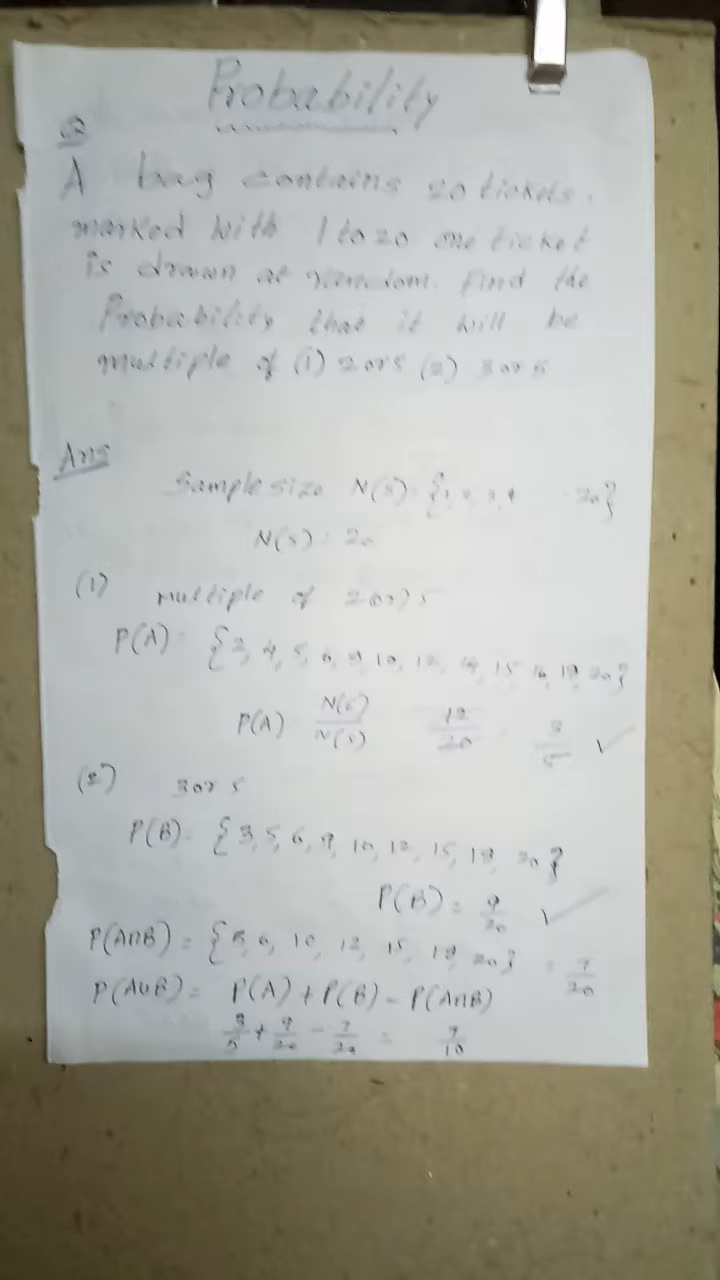 Probability
Q
A bag contains 20 tickets.
marked with 1 to 20 one ticket
is drawn at random. Find the
Probability that it will be
multiple of (1) 2 or 5 (2) 3 or 5
Ans
Sample size N(S) = {1, 2, 3, 4 - - 20}
N(S) = 20
(1) multiple of 2 or 5
P(A) = {2, 4, 5, 6, 8, 10, 12, 14, 15, 16, 18, 20}
P(A) N(E)/N(S) 12/20 - 3/5 ✓
(2) 3 or 5
P(B) = {3, 5, 6, 9, 10, 12, 15, 18, 20}
P(B) = 9/20 ✓
P(A∩B) = {5, 6, 10, 12, 15, 18, 20} = 7/20
P(A∪B) = P(A) + P(B) - P(A∩B)
3/5 + 9/20 - 7/20 = 7/10